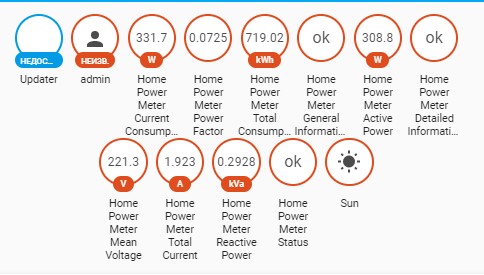 331.7
0.0725
719.02
ok
308.8
ok
НЕДОС...
НЕИЗВ.
W
kWh
W
Updater
admin
Home Power Meter Current Consump...
Home Power Meter Power Factor
Home Power Meter Total Consump...
Home Power Meter General Informati...
Home Power Meter Active Power
Home Power Meter Detailed Informati...
221.3
1.923
0.2928
ok
V
A
kVa
Home Power Meter Mean Voltage
Home Power Meter Total Current
Home Power Meter Reactive Power
Home Power Meter Status
Sun